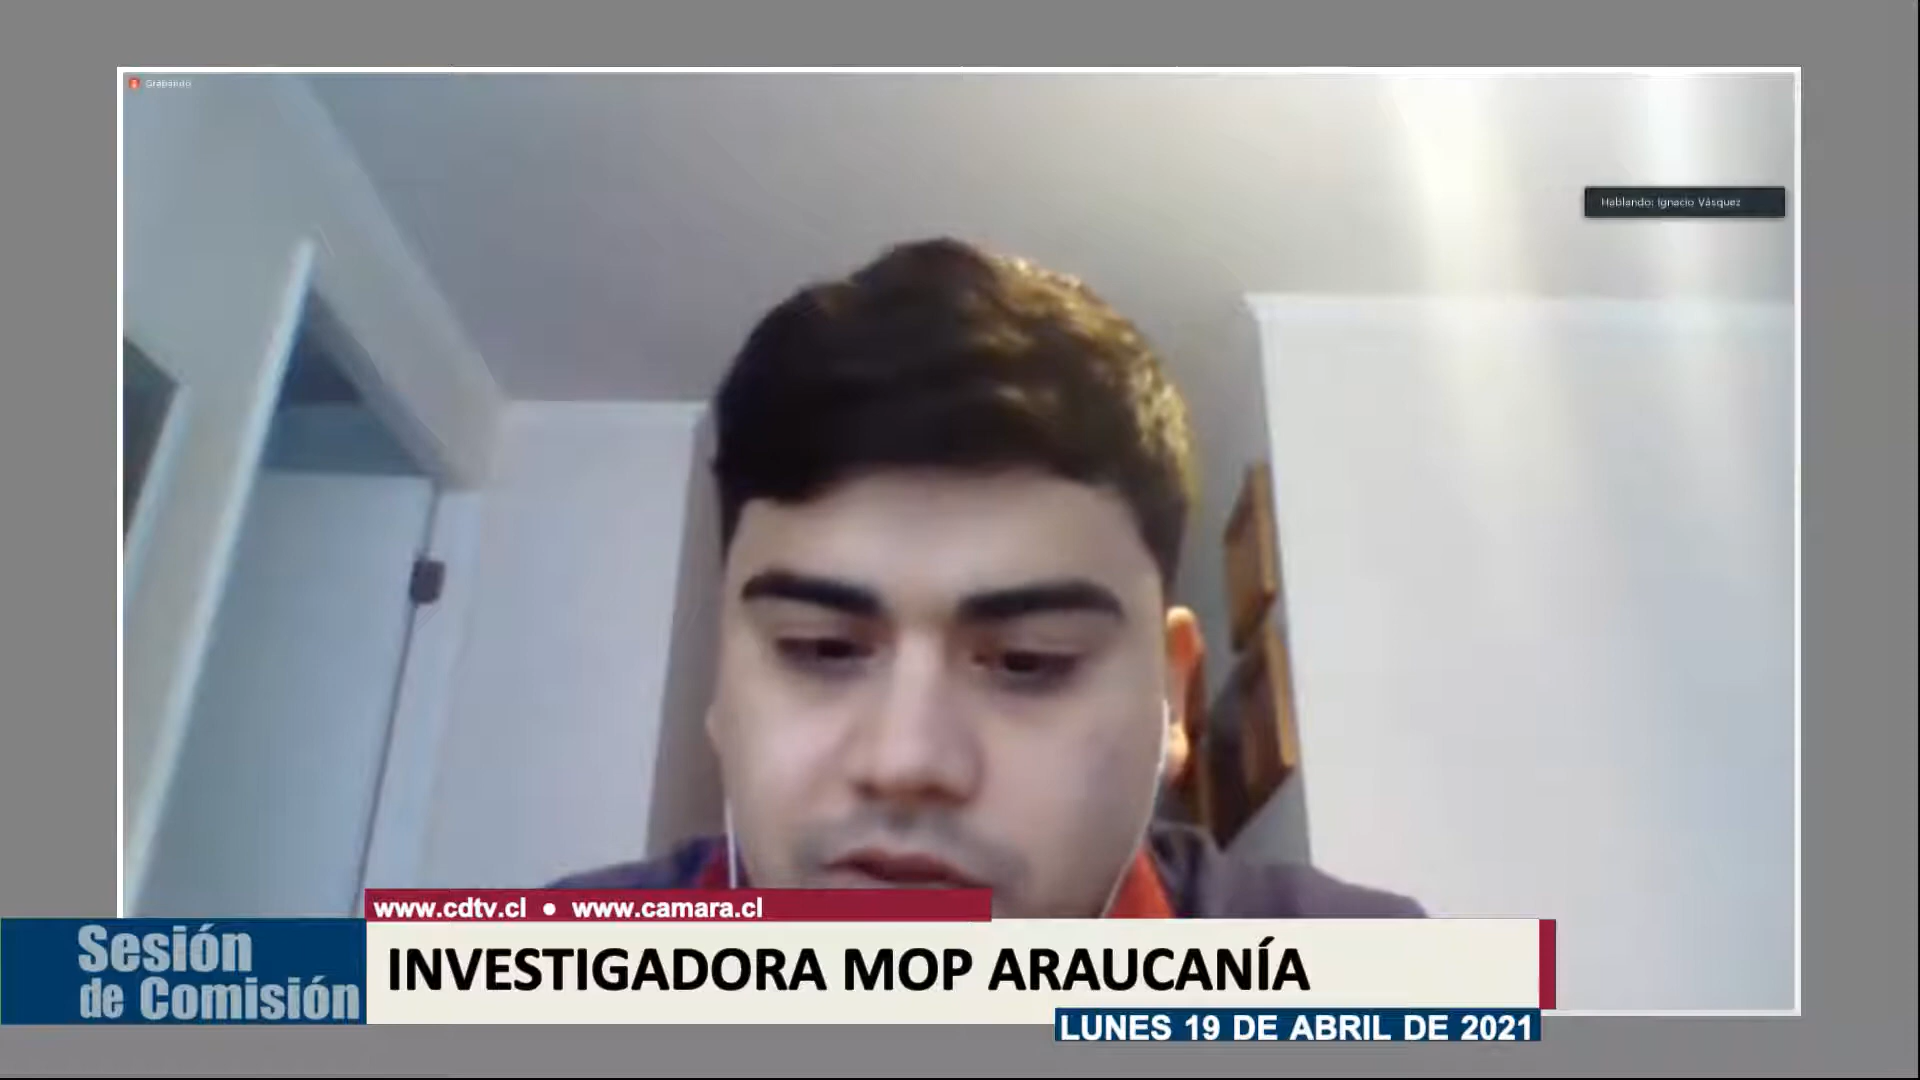 Grabando
Hablando: Ignacio Vásquez
www.cdtv.cl ● www.camara.cl
Sesión
de Comisión
INVESTIGADORA MOP ARAUCANÍA
LUNES 19 DE ABRIL DE 2021